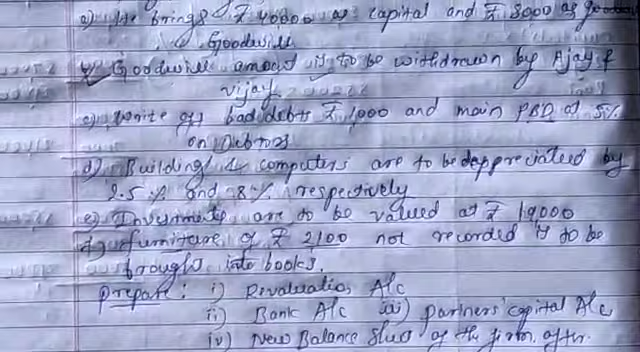 a) He brings ₹ 40000 as capital and ₹ 8000 as
Goodwill
b) Goodwill amount is to be withdrawn by Ajay &
Vijay
c) Write off bad debts ₹ 1000 and main PBD at 5%
on Debtors
d) Building & computers are to be deppreciated by
2.5 % and 8% respectively
e) Investments are to be valued at ₹ 19000
f) furniture of ₹ 2100 not recorded is to be
brought into books.
Prepare : i) Revaluation A/c
ii) Bank A/c iii) partners' capital A/c
iv) New Balance Sheet of the firm after.